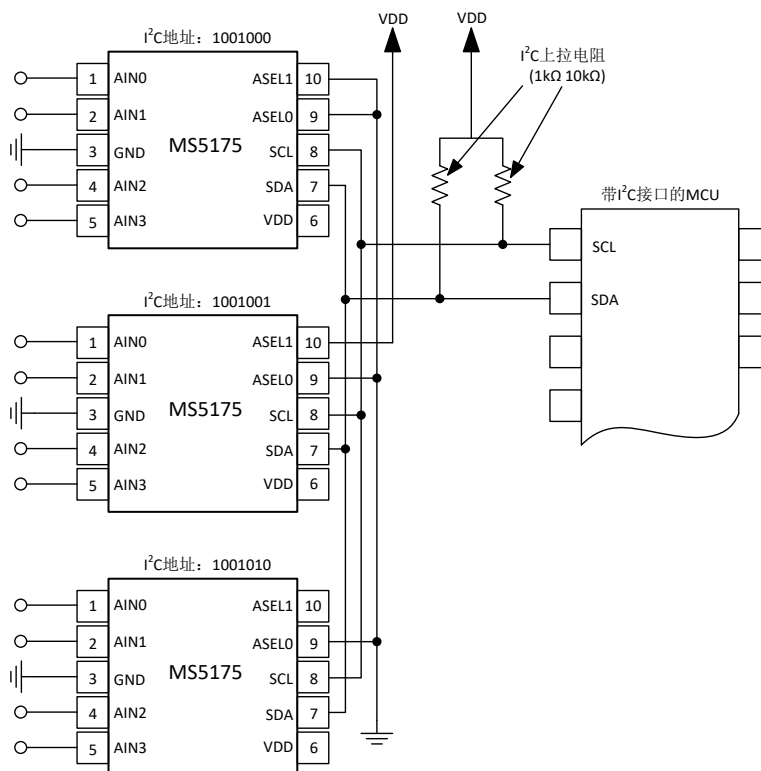 VDD
VDD
I²C上拉电阻
(1kΩ 10kΩ)
I²C地址：1001000
1 AIN0 ASEL1 10
2 AIN1 ASEL0 9
3 GND MS5175 SCL 8
4 AIN2 SDA 7
5 AIN3 VDD 6
带I²C接口的MCU
SCL
SDA
I²C地址：1001001
1 AIN0 ASEL1 10
2 AIN1 ASEL0 9
3 GND MS5175 SCL 8
4 AIN2 SDA 7
5 AIN3 VDD 6
I²C地址：1001010
1 AIN0 ASEL1 10
2 AIN1 ASEL0 9
3 GND MS5175 SCL 8
4 AIN2 SDA 7
5 AIN3 VDD 6